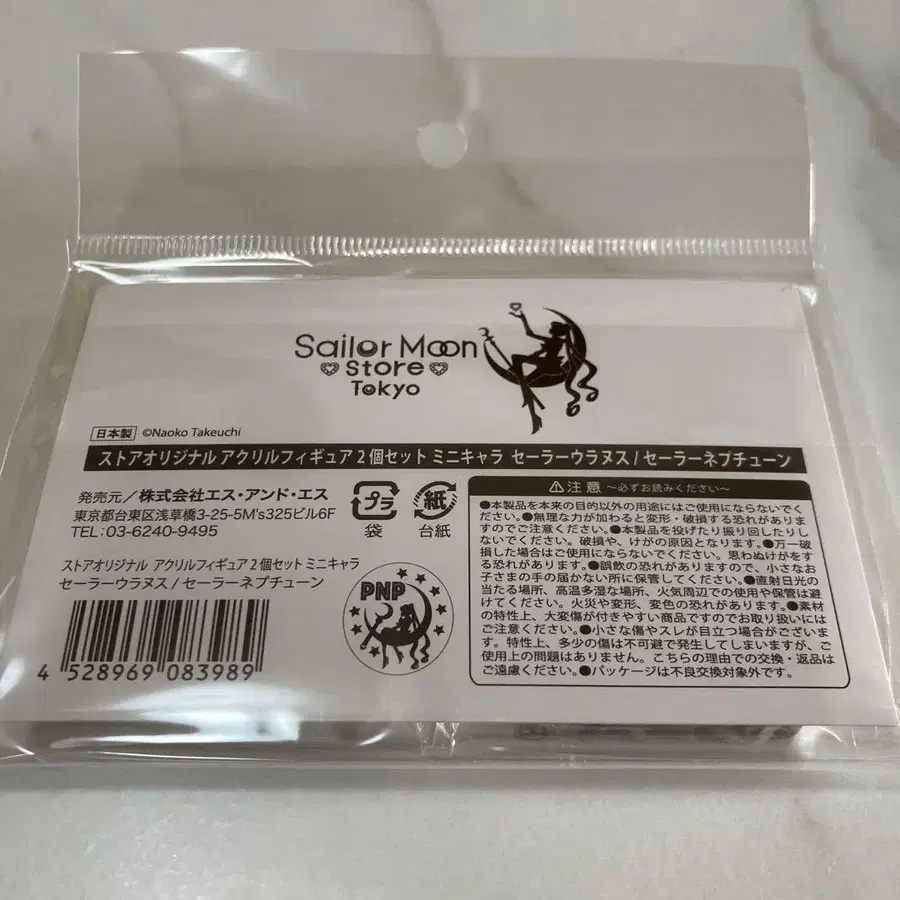 Sailor Moon
Store
Tokyo
日本製 ©Naoko Takeuchi
ストアオリジナル アクリルフィギュア2個セット ミニキャラ セーラーウラヌス / セーラーネプチューン
発売元/株式会社エス・アンド・エス
東京都台東区浅草橋3-25-5M's325ビル6F
TEL:03-6240-9495
プラ
袋
紙
台紙
ストアオリジナル アクリルフィギュア2個セット ミニキャラ
セーラーウラヌス / セーラーネプチューン
PNP
4 528969 083989
⚠注意 ～必ずお読みください～
●本製品を本来の目的以外の用途にはご使用にならないでく
ださい。●無理な力が加わると変形・破損する恐れがありま
すのでご注意ください。●本製品を投げたり振り回したりし
ないでください。破損や、けがの原因となります。●万一破
損した場合はご使用にならないでください。思わぬけがをす
る恐れがあります。●誤飲の恐れがありますので、小さなお
子さまの手の届かない所に保管してください。●直射日光の
当たる場所、高温多湿な場所、火気周辺での使用や保管は避
けてください。火災や変形、変色の恐れがあります。●素材
の特性上、大変傷が付きやすい商品ですのでお取り扱いには
ご注意ください。●小さな傷やスレが目立つ場合がございま
す。特性上、多少の傷は不可避で発生してしまいますが、ご
使用上の問題はありません。こちらの理由での交換・返品は
ご遠慮ください。●パッケージは不良交換対象外です。